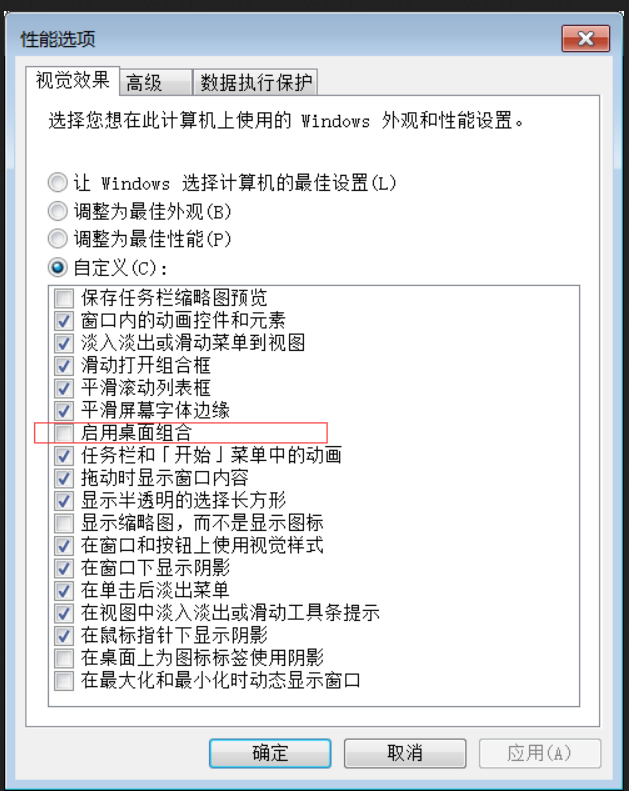 性能选项
视觉效果 高级 数据执行保护
选择您想在此计算机上使用的 Windows 外观和性能设置。
让 Windows 选择计算机的最佳设置(L)
调整为最佳外观(B)
调整为最佳性能(P)
自定义(C):
保存任务栏缩略图预览
窗口内的动画控件和元素
淡入淡出或滑动菜单到视图
滑动打开组合框
平滑滚动列表框
平滑屏幕字体边缘
启用桌面组合
任务栏和「开始」菜单中的动画
拖动时显示窗口内容
显示半透明的选择长方形
显示缩略图，而不是显示图标
在窗口和按钮上使用视觉样式
在窗口下显示阴影
在单击后淡出菜单
在视图中淡入淡出或滑动工具条提示
在鼠标指针下显示阴影
在桌面上为图标标签使用阴影
在最大化和最小化时动态显示窗口
确定 取消 应用(A)